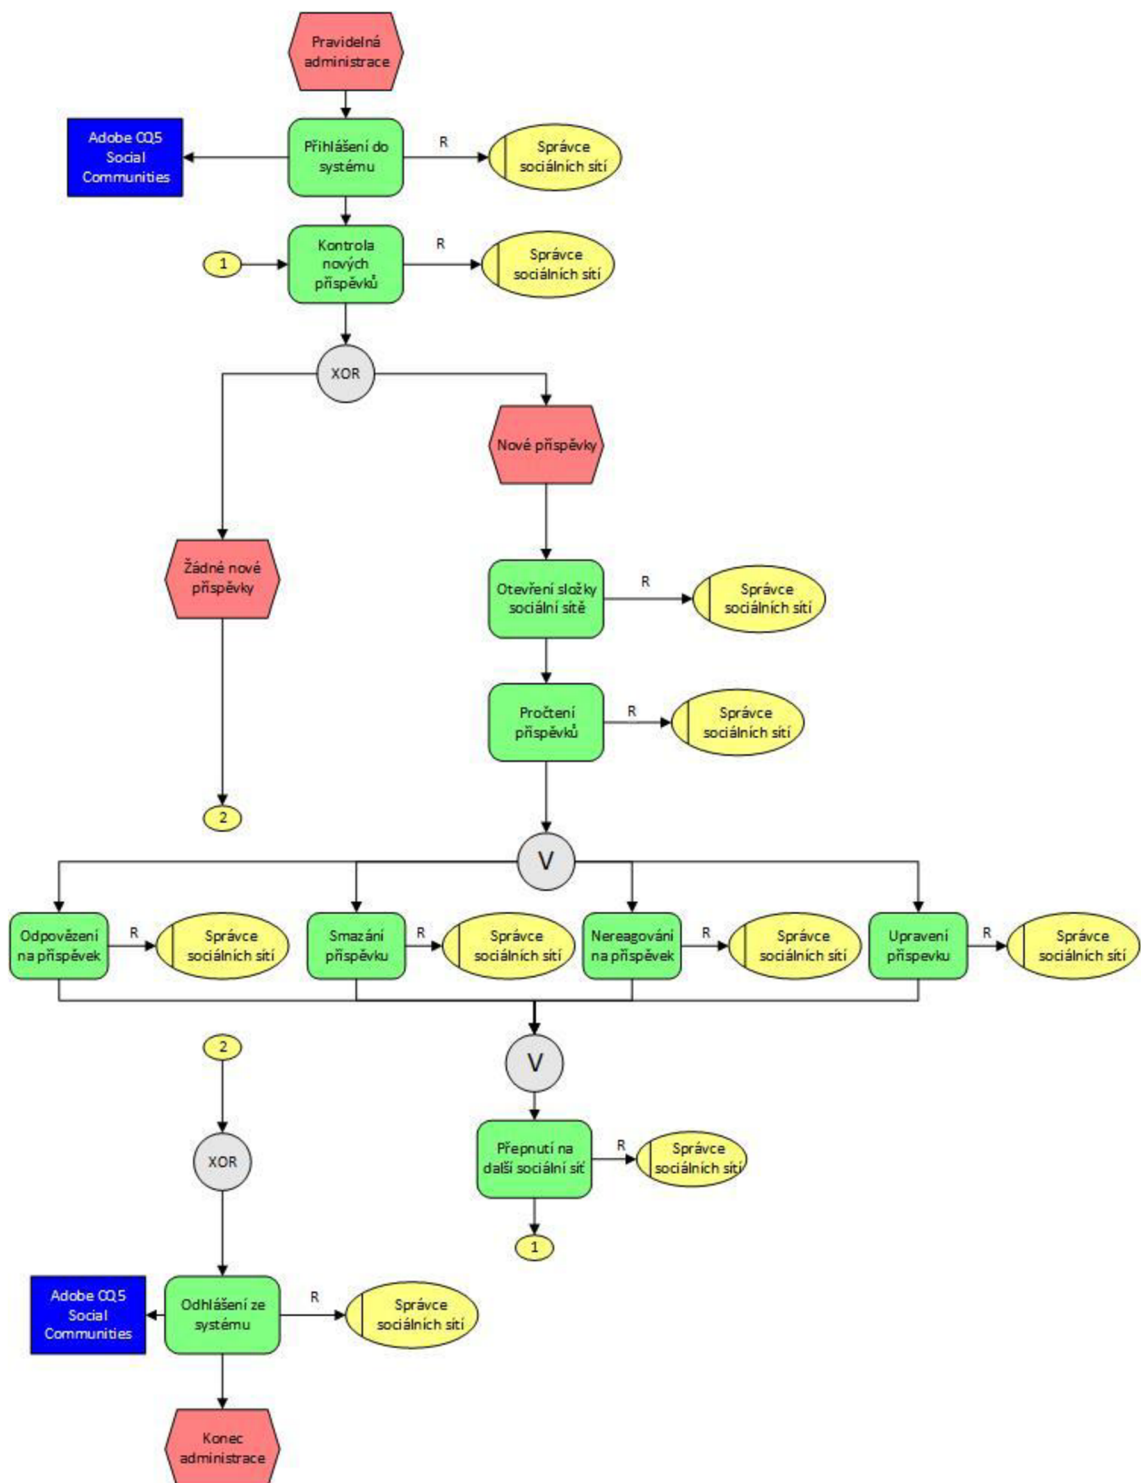 Pravidelná
administrace
Adobe CQ5
Social
Communities
Přihlášení do
systému
R
Správce
sociálních sítí
1
Kontrola
nových
příspěvků
R
Správce
sociálních sítí
XOR
Nové příspěvky
Žádné nové
příspěvky
Otevření složky
sociální sítě
R
Správce
sociálních sítí
Pročtení
příspěvků
R
Správce
sociálních sítí
2
V
Odpovězení
na příspěvek
R
Správce
sociálních sítí
Smazání
příspěvku
R
Správce
sociálních sítí
Nereagování
na příspěvek
R
Správce
sociálních sítí
Upravení
příspevku
R
Správce
sociálních sítí
2
V
XOR
Přepnutí na
další sociální síť
R
Správce
sociálních sítí
1
Adobe CQ5
Social
Communities
Odhlášení ze
systému
R
Správce
sociálních sítí
Konec
administrace